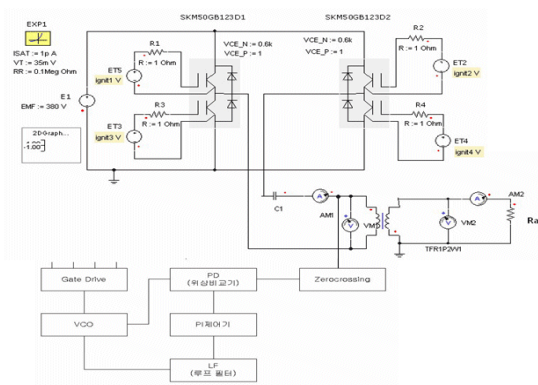 SKM50GB123D1
SKM50GB123D2
EXP1
ISAT := 1p A
VT := 35m V
RR := 0.1Meg Ohm
R1
R := 1 Ohm
VCE_N := 0.6k
VCE_P := 1
VCE_N := 0.6k
VCE_P := 1
R2
R := 1 Ohm
ET5
ignit1 V
ET2
ignit2 V
E1
EMF := 380 V
R3
R := 1 Ohm
R4
R := 1 Ohm
ET3
ignit3 V
ET4
ignit4 V
2DGraph...
1.00
-1.00
C1
AM1
VM1
AM2
VM2
Ra
TFR1P2W1
Gate Drive
PD
(위상비교기)
Zerocrossing
VCO
PI제어기
LF
(루프 필터)